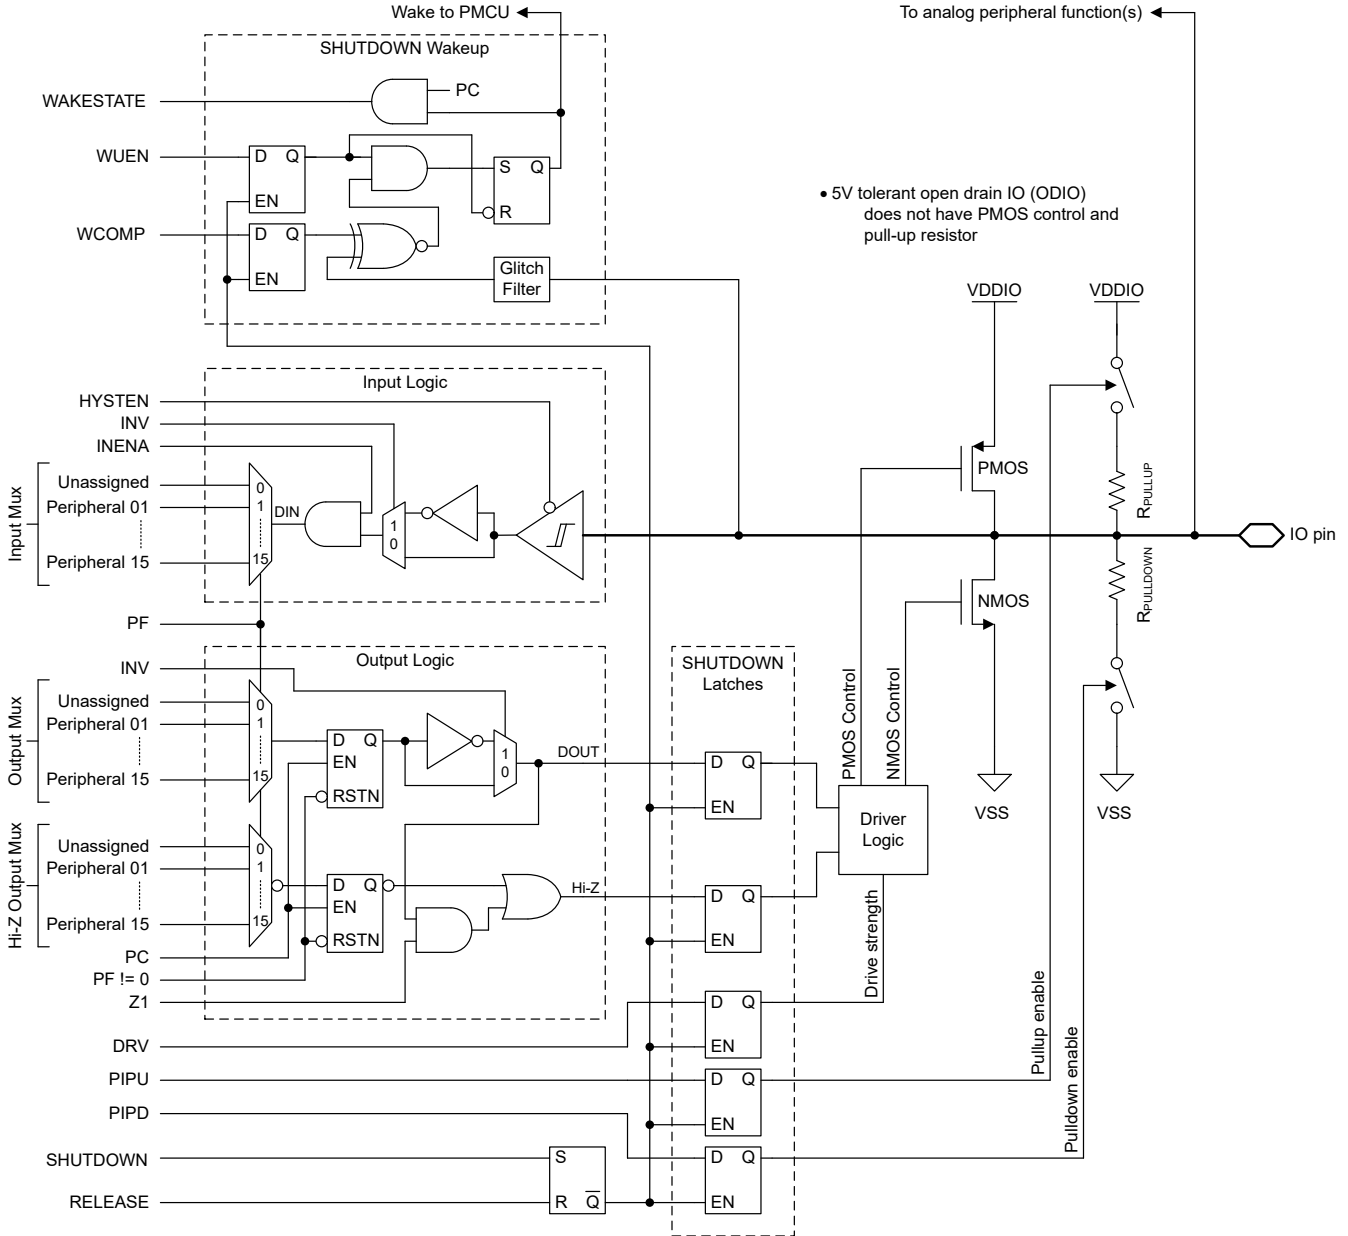 Wake to PMCU
To analog peripheral function(s)
SHUTDOWN Wakeup
PC
WAKESTATE
WUEN
D Q
EN
S Q
R
WCOMP
D Q
EN
Glitch
Filter
• 5V tolerant open drain IO (ODIO)
does not have PMOS control and
pull-up resistor
VDDIO
VDDIO
Input Logic
HYSTEN
INV
INENA
Input Mux
Unassigned
Peripheral 01
Peripheral 15
0
1
15
DIN
1
0
PMOS
RPULLUP
IO pin
NMOS
RPULLDOWN
VSS
VSS
PF
Output Logic
INV
Output Mux
Unassigned
Peripheral 01
Peripheral 15
0
1
15
D Q
EN
RSTN
1
0
DOUT
Hi-Z Output Mux
Unassigned
Peripheral 01
Peripheral 15
0
1
15
D Q
EN
RSTN
Hi-Z
PC
PF != 0
Z1
SHUTDOWN
Latches
D Q
EN
D Q
EN
D Q
EN
D Q
EN
D Q
EN
PMOS Control
NMOS Control
Driver
Logic
Drive strength
Pullup enable
Pulldown enable
DRV
PIPU
PIPD
SHUTDOWN
RELEASE
S
R Q̅